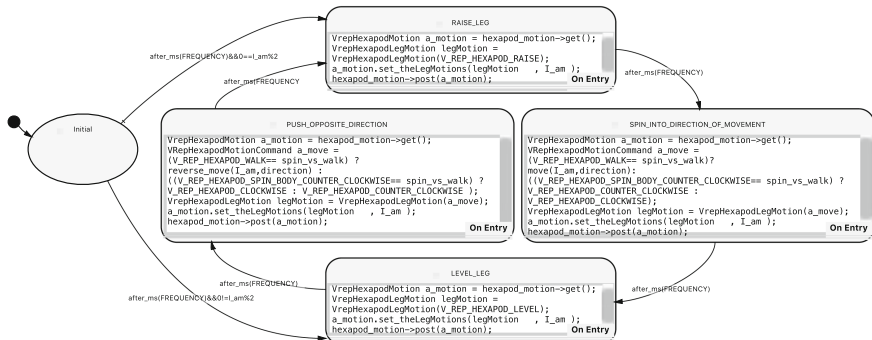 RAISE_LEG
VrepHexapodMotion a_motion = hexapod_motion->get();
VrepHexapodLegMotion legMotion =
VrepHexapodLegMotion(V_REP_HEXAPOD_RAISE);
a_motion.set_theLegMotions(legMotion , I_am );
hexapod_motion->post(a_motion);
On Entry
after_ms(FREQUENCY)&&0==I_am%2
after_ms(FREQUENCY
after_ms(FREQUENCY)
Initial
PUSH_OPPOSITE_DIRECTION
VrepHexapodMotion a_motion = hexapod_motion->get();
VRepHexapodMotionCommand a_move =
(V_REP_HEXAPOD_WALK== spin_vs_walk) ?
reverse_move(I_am,direction) :
((V_REP_HEXAPOD_SPIN_BODY_COUNTER_CLOCKWISE== spin_vs_walk) ?
V_REP_HEXAPOD_CLOCKWISE : V_REP_HEXAPOD_COUNTER_CLOCKWISE );
VrepHexapodLegMotion legMotion = VrepHexapodLegMotion(a_move);
a_motion.set_theLegMotions(legMotion , I_am );
hexapod_motion->post(a_motion);
On Entry
SPIN_INTO_DIRECTION_OF_MOVEMENT
VrepHexapodMotion a_motion = hexapod_motion->get();
VRepHexapodMotionCommand a_move =
(V_REP_HEXAPOD_WALK== spin_vs_walk)?
move(I_am,direction):
((V_REP_HEXAPOD_SPIN_BODY_COUNTER_CLOCKWISE== spin_vs_walk) ?
V_REP_HEXAPOD_COUNTER_CLOCKWISE :
V_REP_HEXAPOD_CLOCKWISE);
VrepHexapodLegMotion legMotion = VrepHexapodLegMotion(a_move);
a_motion.set_theLegMotions(legMotion , I_am );
hexapod_motion->post(a_motion);
On Entry
after_ms(FREQUENCY)&&0!=I_am%2
after_ms(FREQUENCY)
after_ms(FREQUENCY)
LEVEL_LEG
VrepHexapodMotion a_motion = hexapod_motion->get();
VrepHexapodLegMotion legMotion =
VrepHexapodLegMotion(V_REP_HEXAPOD_LEVEL);
a_motion.set_theLegMotions(legMotion , I_am );
hexapod_motion->post(a_motion);
On Entry